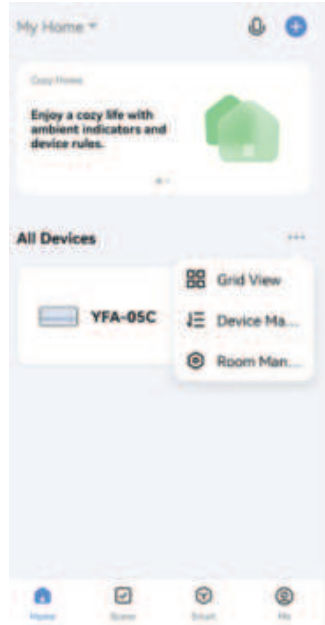 My Home
Cozy Home
Enjoy a cozy life with
ambient indicators and
device rules.
All Devices
Grid View
YFA-05C
Device Ma...
Room Man...
Home
Scene
Smart
Me